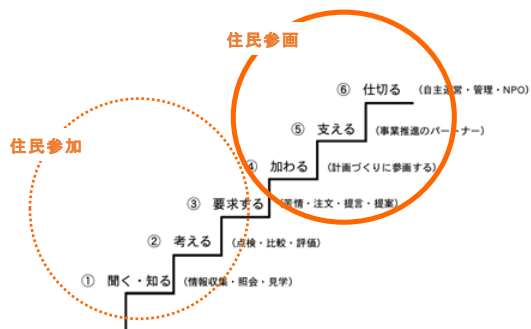 住民参画
⑥ 仕切る (自主運営・管理・NPO)
⑤ 支える (事業推進のパートナー)
住民参加
④ 加わる (計画づくりに参画する)
③ 要求する (苦情・注文・提言・提案)
② 考える (点検・比較・評価)
① 聞く・知る (情報収集・照会・見学)